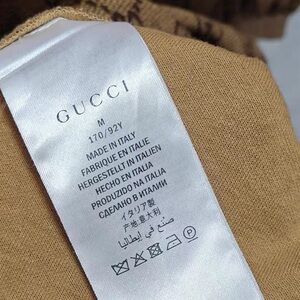 GUCCI
M
170/92Y
MADE IN ITALY
FABRIQUE EN ITALIE
HERGESTELLT IN ITALIEN
HECHO EN ITALIA
PRODUZIDO NA ITALIA
СДЕЛАНО В ИТАЛИИ
イタリア製
产地意大利
صنع في ايطاليا